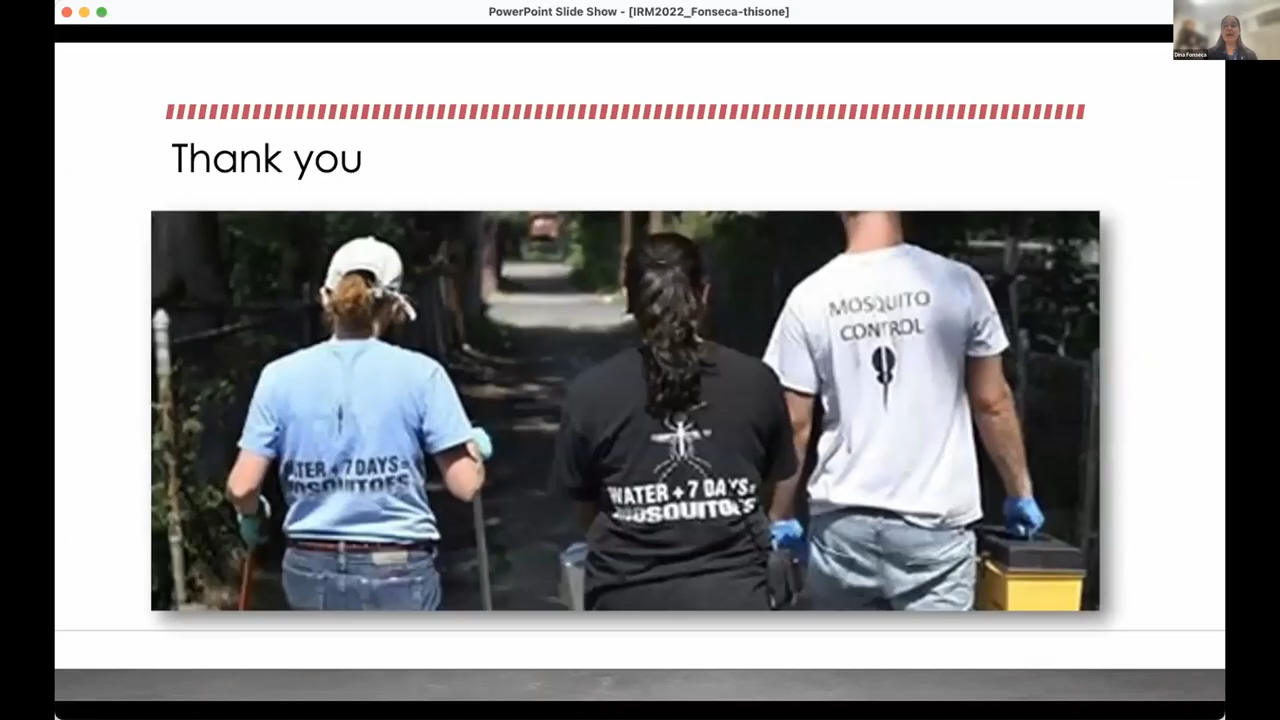 PowerPoint Slide Show - [IRM2022_Fonseca-thisone]
Dina Fonseca
Thank you
MOSQUITO
CONTROL
WATER + 7 DAYS =
MOSQUITOES
WATER + 7 DAYS =
MOSQUITOES